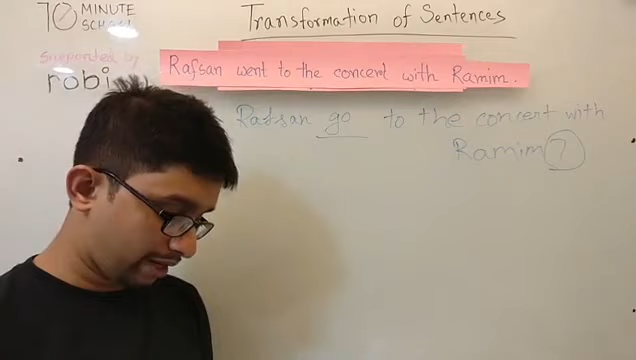 10 MINUTE
SCHOOL
supported by
robi
Transformation of Sentences
Rafsan went to the concert with Ramim.
Rafsan go to the concert with
Ramim?